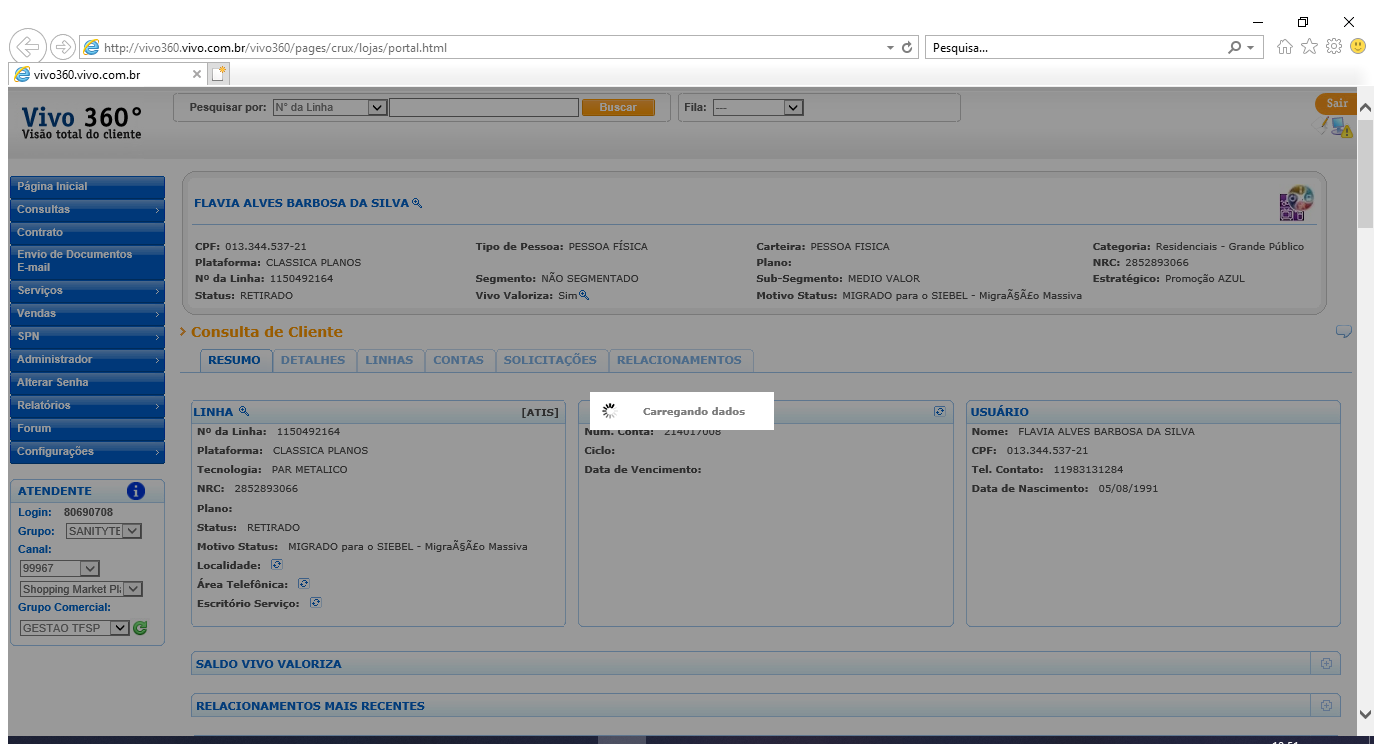 http://vivo360.vivo.com.br/vivo360/pages/crux/lojas/portal.html
Pesquisa...
vivo360.vivo.com.br
Vivo 360°
Visão total do cliente
Pesquisar por: N° da Linha Buscar
Fila: ---
Sair
Página Inicial
Consultas
Contrato
Envio de Documentos
E-mail
Serviços
Vendas
SPN
Administrador
Alterar Senha
Relatórios
Forum
Configurações
ATENDENTE
Login: 80690708
Grupo: SANITYTE
Canal:
99967
Shopping Market Pl
Grupo Comercial:
GESTAO TFSP
FLAVIA ALVES BARBOSA DA SILVA
CPF: 013.344.537-21 Tipo de Pessoa: PESSOA FÍSICA Carteira: PESSOA FISICA Categoria: Residenciais - Grande Público
Plataforma: CLASSICA PLANOS Plano: NRC: 2852893066
Nº da Linha: 1150492164 Segmento: NÃO SEGMENTADO Sub-Segmento: MEDIO VALOR Estratégico: Promoção AZUL
Status: RETIRADO Vivo Valoriza: Sim Motivo Status: MIGRADO para o SIEBEL - MigraÃ§Ã£o Massiva
Consulta de Cliente
RESUMO DETALHES LINHAS CONTAS SOLICITAÇÕES RELACIONAMENTOS
LINHA [ATIS]
Nº da Linha: 1150492164
Plataforma: CLASSICA PLANOS
Tecnologia: PAR METALICO
NRC: 2852893066
Plano:
Status: RETIRADO
Motivo Status: MIGRADO para o SIEBEL - MigraÃ§Ã£o Massiva
Localidade:
Área Telefônica:
Escritório Serviço:
Carregando dados
Núm. Conta: 214017008
Ciclo:
Data de Vencimento:
USUÁRIO
Nome: FLAVIA ALVES BARBOSA DA SILVA
CPF: 013.344.537-21
Tel. Contato: 11983131284
Data de Nascimento: 05/08/1991
SALDO VIVO VALORIZA
RELACIONAMENTOS MAIS RECENTES